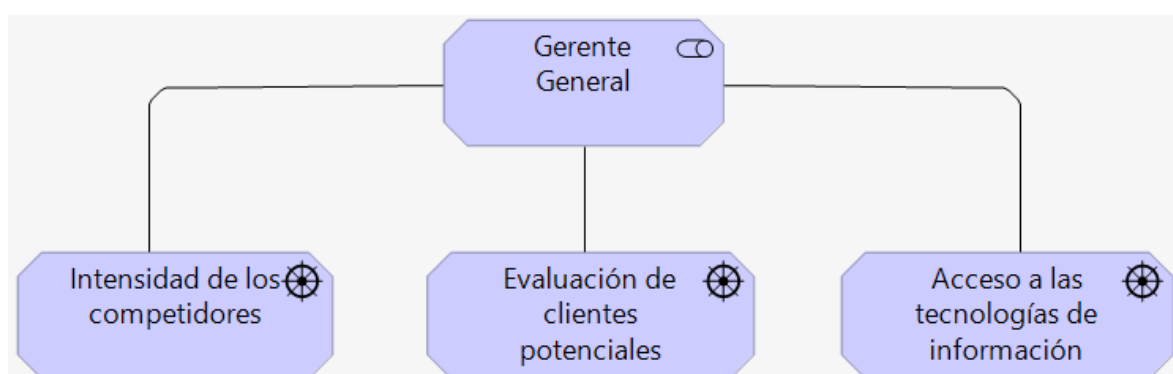 Gerente
General
Intensidad de los
competidores
Evaluación de
clientes
potenciales
Acceso a las
tecnologías de
información